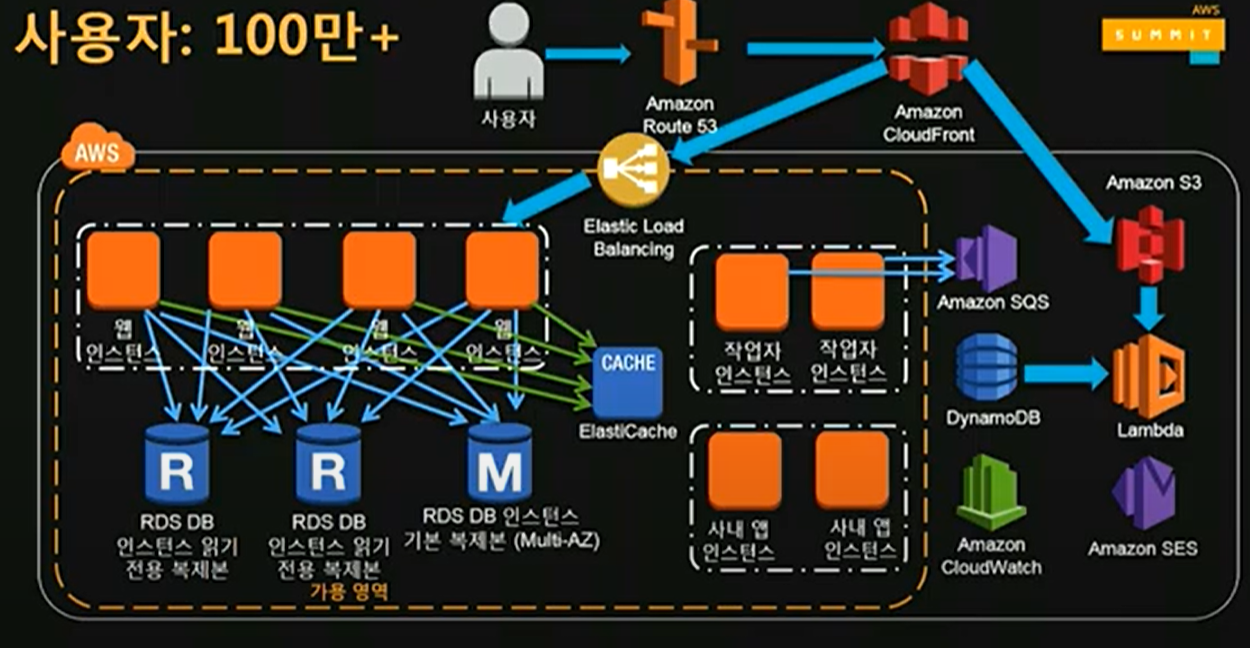 사용자: 100만+
AWS
SUMMIT
사용자
Amazon
Route 53
Amazon
CloudFront
AWS
Elastic Load
Balancing
Amazon S3
웹
인스턴스
웹
인스턴스
웹
인스턴스
웹
인스턴스
작업자
인스턴스
작업자
인스턴스
Amazon SQS
CACHE
ElastiCache
DynamoDB
Lambda
R
R
M
RDS DB
인스턴스 읽기
전용 복제본
RDS DB
인스턴스 읽기
전용 복제본
RDS DB 인스턴스
기본 복제본 (Multi-AZ)
사내 앱
인스턴스
사내 앱
인스턴스
Amazon
CloudWatch
Amazon SES
가용 영역